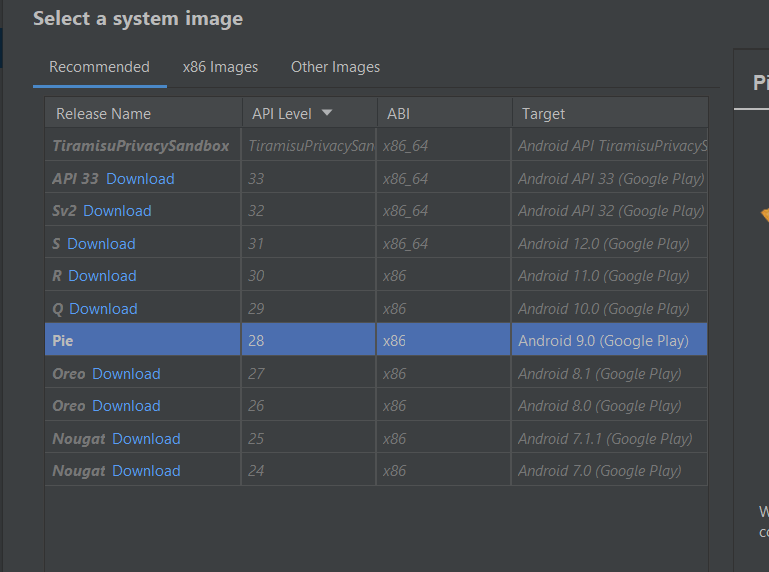 Select a system image
Recommended x86 Images Other Images
Release Name API Level ABI Target
TiramisuPrivacySandbox TiramisuPrivacySan x86_64 Android API TiramisuPrivacyS
API 33 Download 33 x86_64 Android API 33 (Google Play)
Sv2 Download 32 x86_64 Android API 32 (Google Play)
S Download 31 x86_64 Android 12.0 (Google Play)
R Download 30 x86 Android 11.0 (Google Play)
Q Download 29 x86 Android 10.0 (Google Play)
Pie 28 x86 Android 9.0 (Google Play)
Oreo Download 27 x86 Android 8.1 (Google Play)
Oreo Download 26 x86 Android 8.0 (Google Play)
Nougat Download 25 x86 Android 7.1.1 (Google Play)
Nougat Download 24 x86 Android 7.0 (Google Play)